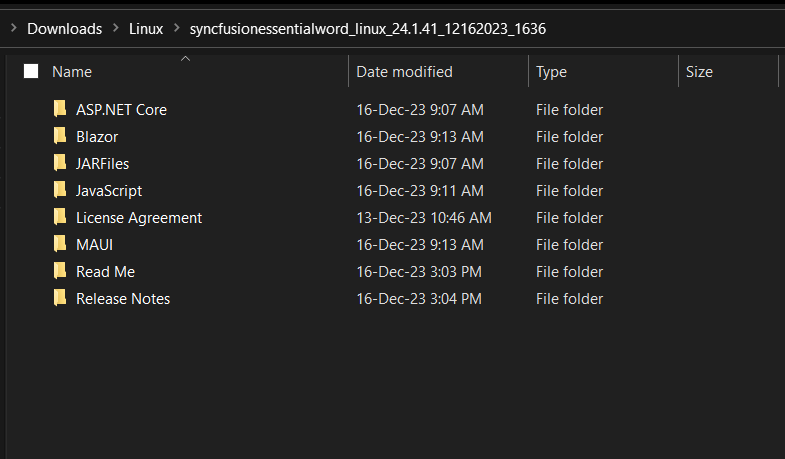 Downloads > Linux > syncfusionessentialword_linux_24.1.41_12162023_1636
Name Date modified Type Size
ASP.NET Core 16-Dec-23 9:07 AM File folder
Blazor 16-Dec-23 9:13 AM File folder
JARFiles 16-Dec-23 9:07 AM File folder
JavaScript 16-Dec-23 9:11 AM File folder
License Agreement 13-Dec-23 10:46 AM File folder
MAUI 16-Dec-23 9:13 AM File folder
Read Me 16-Dec-23 3:03 PM File folder
Release Notes 16-Dec-23 3:04 PM File folder